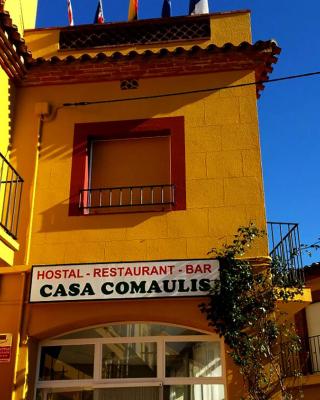 HOSTAL - RESTAURANT - BAR
CASA COMAULIS